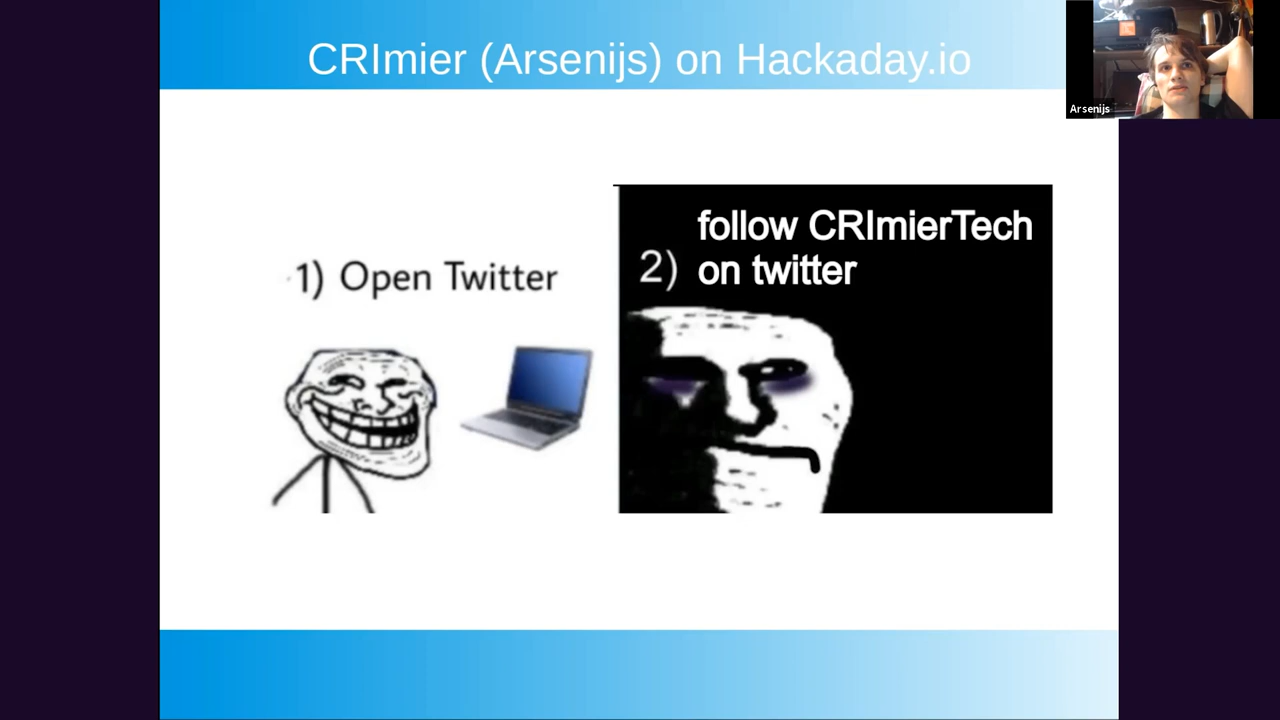 CRImier (Arsenijs) on Hackaday.io
Arsenijs
1) Open Twitter
2) follow CRImierTech
on twitter